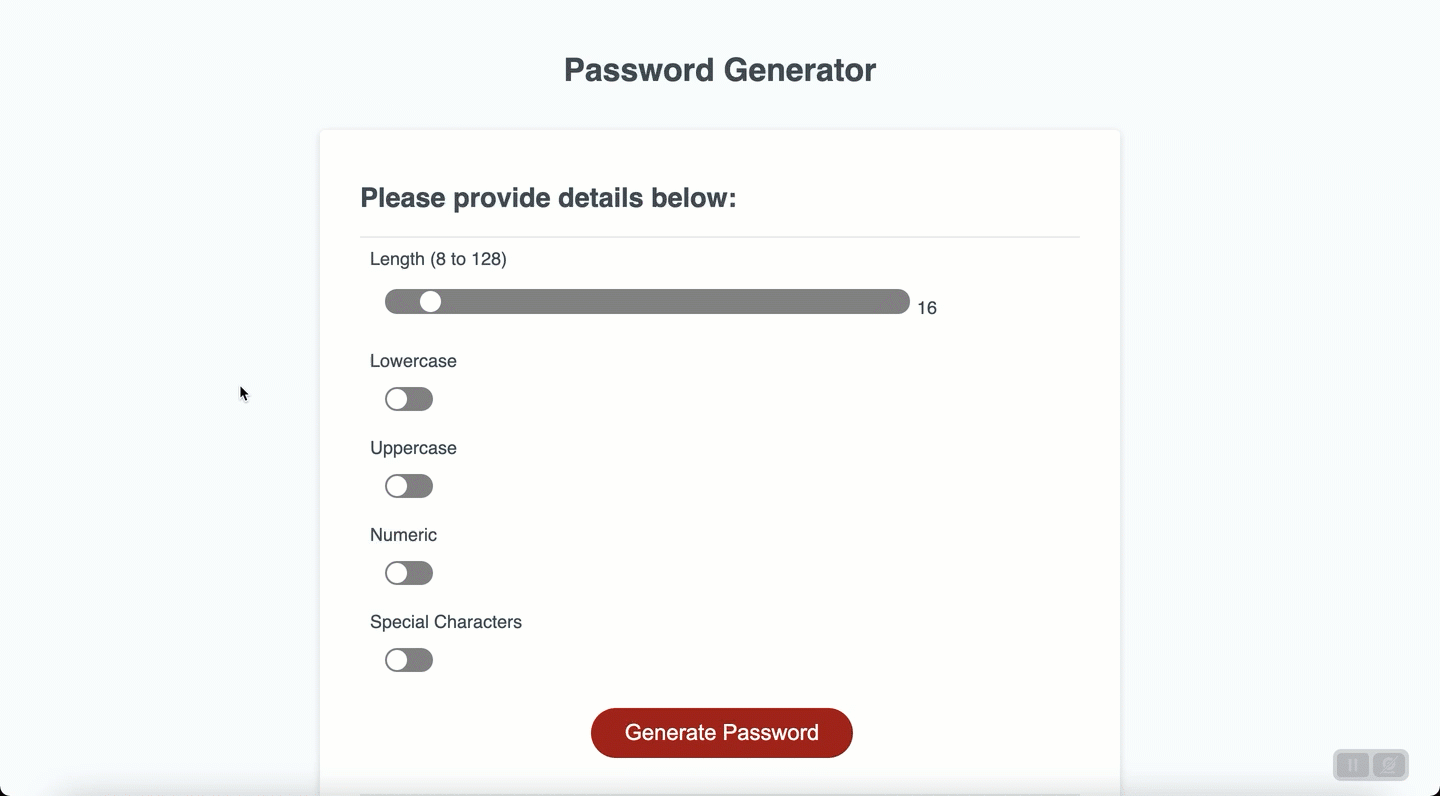 Password Generator
Please provide details below:
Length (8 to 128)
16
Lowercase
Uppercase
Numeric
Special Characters
Generate Password